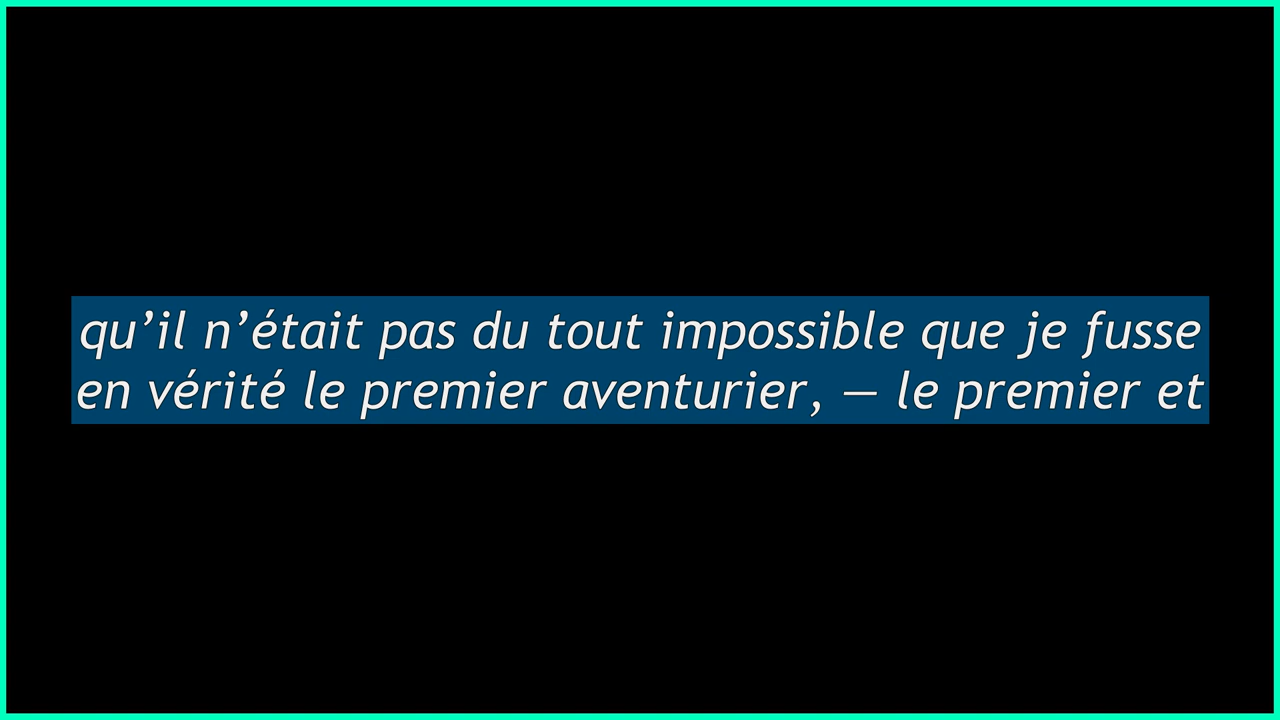 qu’il n’était pas du tout impossible que je fusse
en vérité le premier aventurier, — le premier et